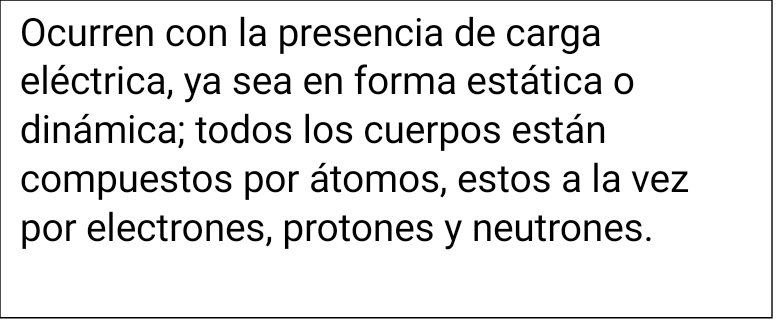 Ocurren con la presencia de carga
eléctrica, ya sea en forma estática o
dinámica; todos los cuerpos están
compuestos por átomos, estos a la vez
por electrones, protones y neutrones.